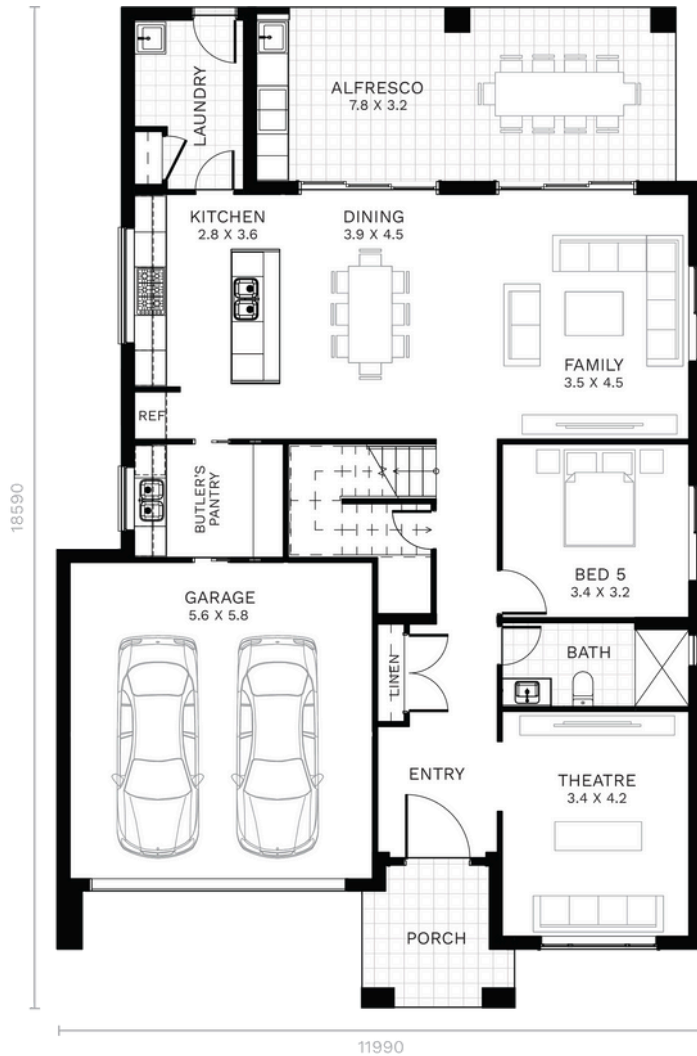 LAUNDRY
ALFRESCO
7.8 X 3.2
KITCHEN
2.8 X 3.6
DINING
3.9 X 4.5
FAMILY
3.5 X 4.5
REF
BUTLER'S
PANTRY
18590
BED 5
3.4 X 3.2
GARAGE
5.6 X 5.8
BATH
LINEN
ENTRY
THEATRE
3.4 X 4.2
PORCH
11990